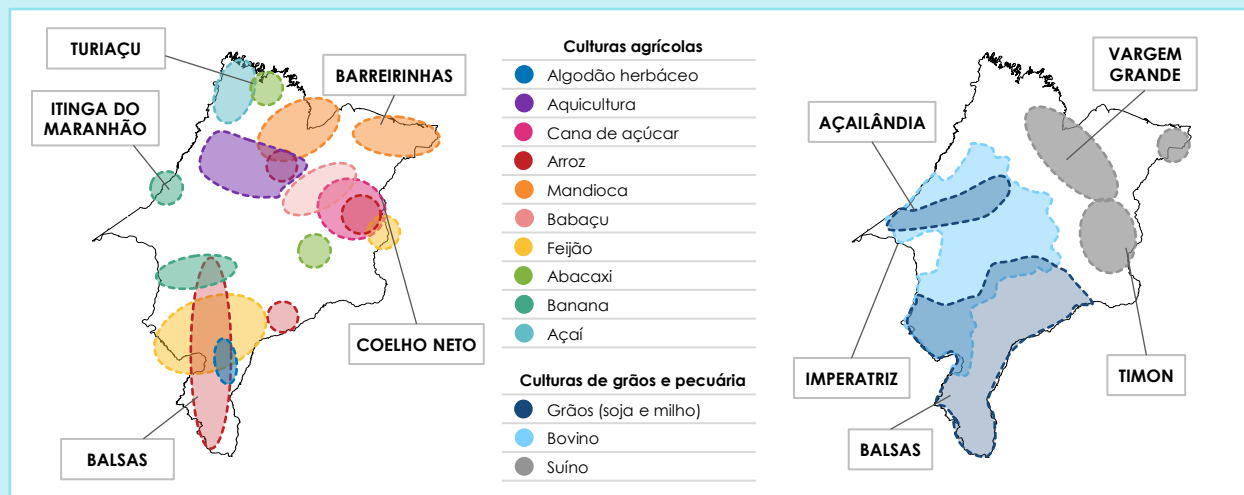 TURIAÇU
BARREIRINHAS
ITINGA DO
MARANHÃO
COELHO NETO
BALSAS
Culturas agrícolas
Algodão herbáceo
Aquicultura
Cana de açúcar
Arroz
Mandioca
Babaçu
Feijão
Abacaxi
Banana
Açaí
Culturas de grãos e pecuária
Grãos (soja e milho)
Bovino
Suíno
VARGEM
GRANDE
AÇAILÂNDIA
IMPERATRIZ
TIMON
BALSAS